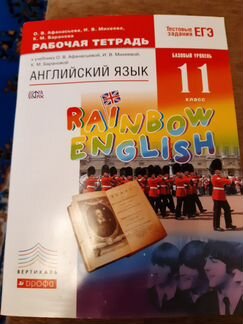 О. В. Афанасьева, И. В. Михеева,
К. М. Баранова
РАБОЧАЯ ТЕТРАДЬ
к учебнику О. В. Афанасьевой, И. В. Михеевой,
К. М. Барановой
Тестовые
задания ЕГЭ
БАЗОВЫЙ УРОВЕНЬ
АНГЛИЙСКИЙ ЯЗЫК
11
класс
RAINBOW
ENGLISH
ВЕРТИКАЛЬ
дрофа